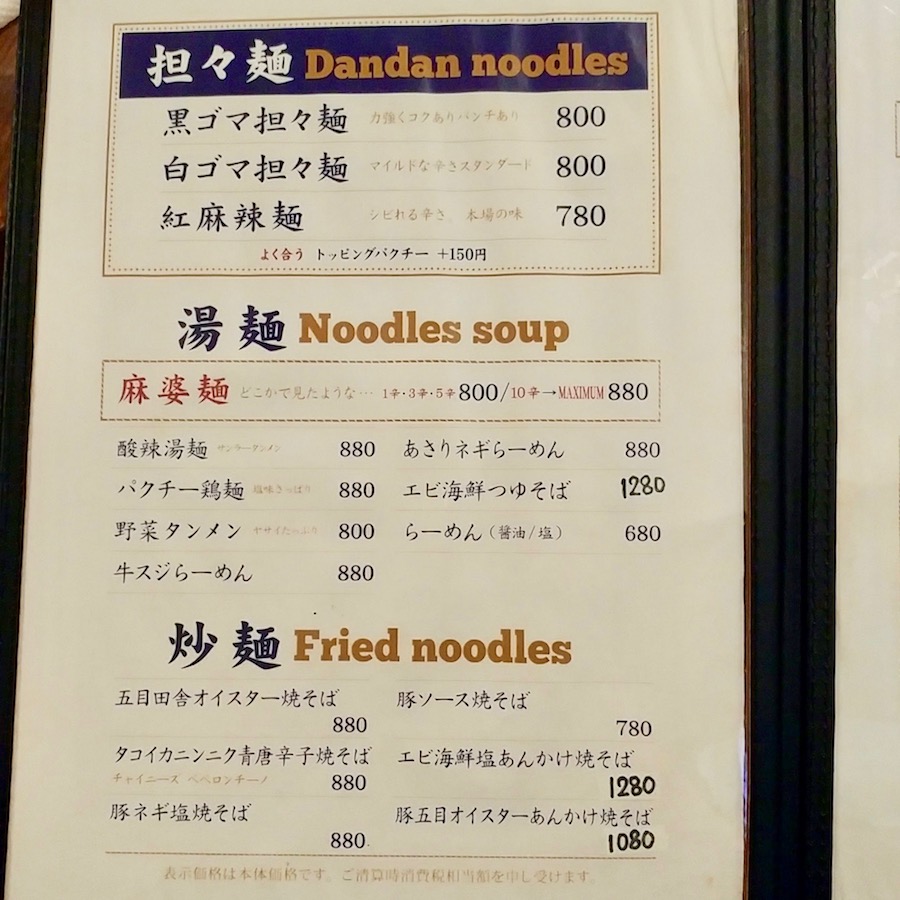 担々麺 Dandan noodles
黒ゴマ担々麺 力強くコクありパンチあり 800
白ゴマ担々麺 マイルドな辛さスタンダード 800
紅麻辣麺 シビれる辛さ 本場の味 780
よく合う トッピングパクチー +150円
湯麺 Noodles soup
麻婆麺 どこかで見たような… 1辛・3辛・5辛800/10辛→MAXIMUM 880
酸辣湯麺 サンラータンメン 880
パクチー鶏麺 塩味さっぱり 880
野菜タンメン ヤサイたっぷり 800
牛スジらーめん 880
あさりネギらーめん 880
エビ海鮮つゆそば 1280
らーめん(醤油/塩) 680
炒麺 Fried noodles
五目田舎オイスター焼そば
880
タコイカニンニク青唐辛子焼そば
チャイニーズ ペペロンチーノ 880
豚ネギ塩焼そば
880
豚ソース焼そば
780
エビ海鮮塩あんかけ焼そば
1280
豚五目オイスターあんかけ焼そば
1080
表示価格は本体価格です。ご清算時消費税相当額を申し受けます。